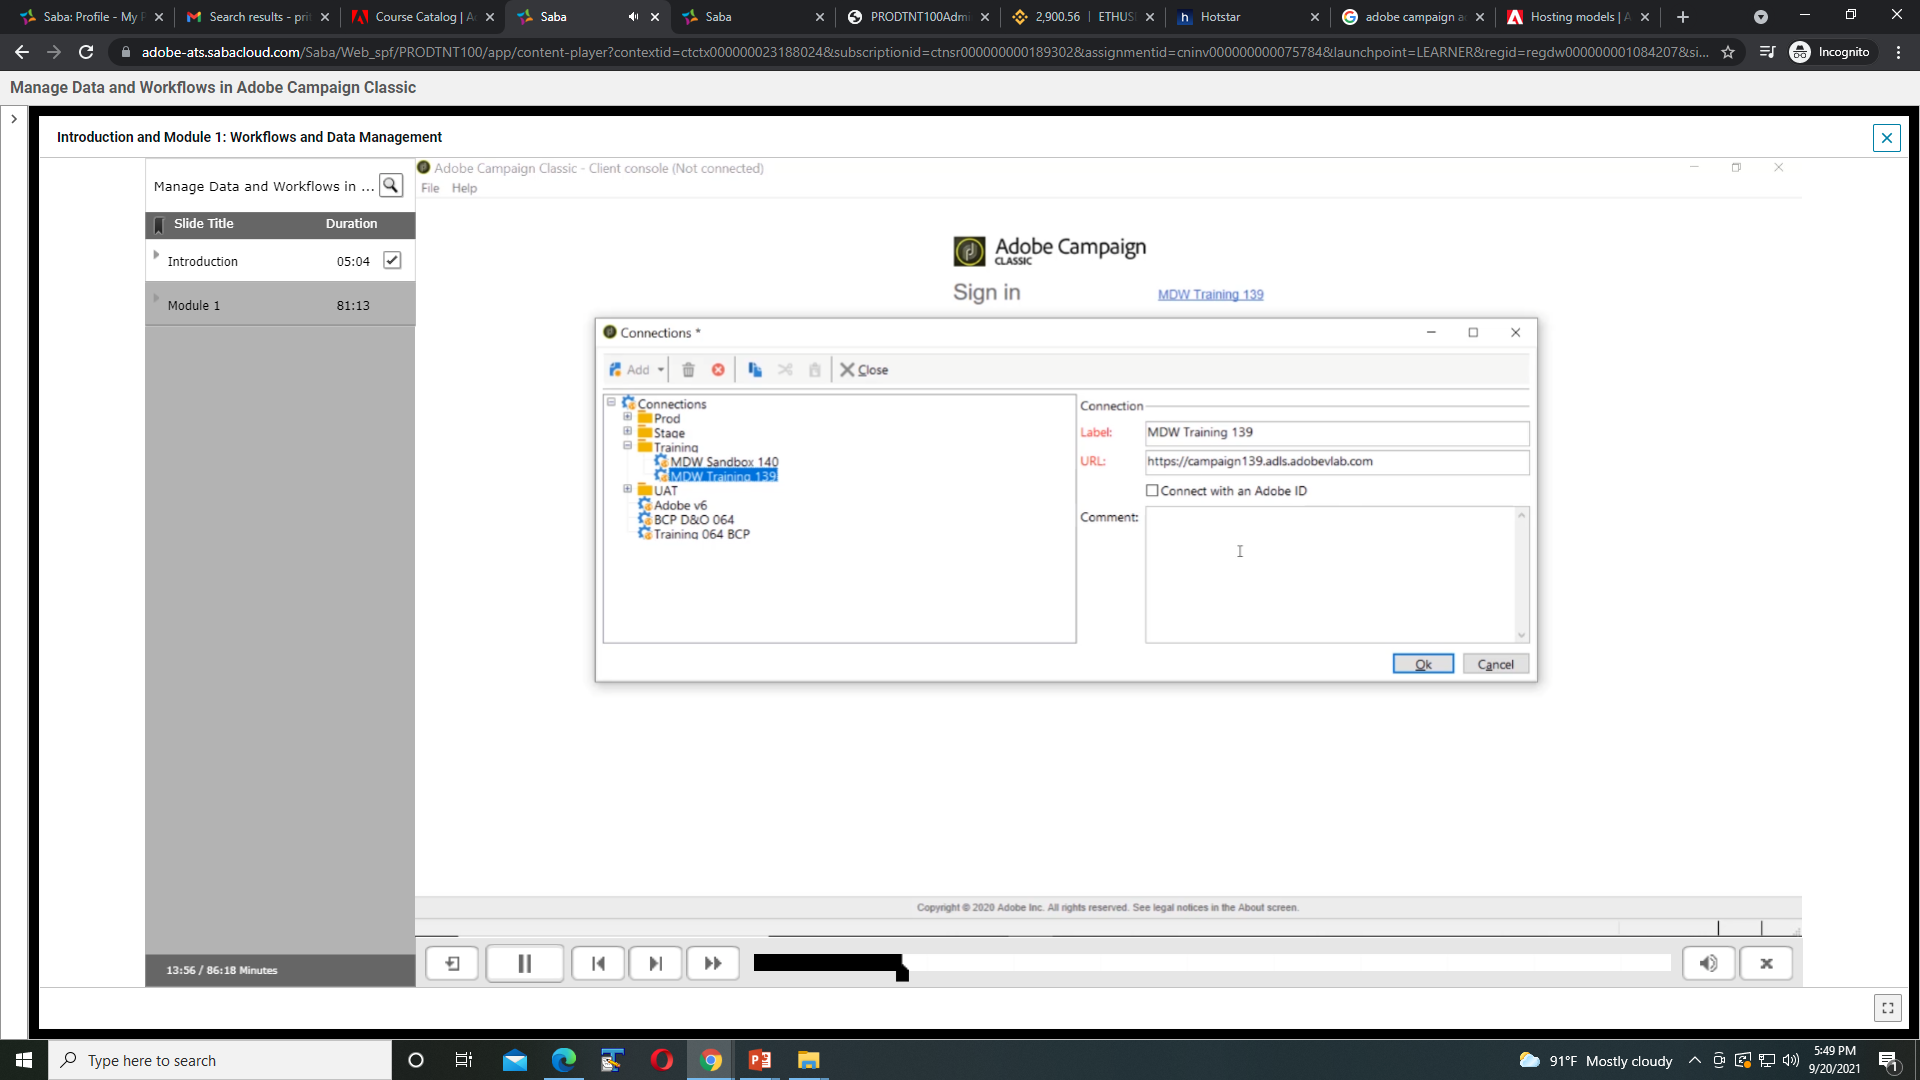 Saba: Profile - My P
Search results - prit
Course Catalog | A
Saba
Saba
PRODTNT100Admi
2,900.56 | ETHUS
Hotstar
adobe campaign a
Hosting models | A
adobe-ats.sabacloud.com/Saba/Web_spf/PRODTNT100/app/content-player?contextid=ctctx000000023188024&subscriptionid=ctnsr0000000000189302&assignmentid=cninv000000000075784&launchpoint=LEARNER&regid=regdw000000001084207&si...
Incognito
Manage Data and Workflows in Adobe Campaign Classic
Introduction and Module 1: Workflows and Data Management
Manage Data and Workflows in ...
Slide Title Duration
Introduction 05:04
Module 1 81:13
Adobe Campaign Classic - Client console (Not connected)
File Help
Adobe Campaign
CLASSIC
Sign in
MDW Training 139
Connections *
Add
Close
Connections
Prod
Stage
Training
MDW Sandbox 140
MDW Training 139
UAT
Adobe v6
BCP D&O 064
Training 064 BCP
Connection
Label: MDW Training 139
URL: https://campaign139.adls.adobevlab.com
Connect with an Adobe ID
Comment:
Ok Cancel
Copyright © 2020 Adobe Inc. All rights reserved. See legal notices in the About screen.
13:56 / 86:18 Minutes
Type here to search
91°F Mostly cloudy
5:49 PM
9/20/2021
1